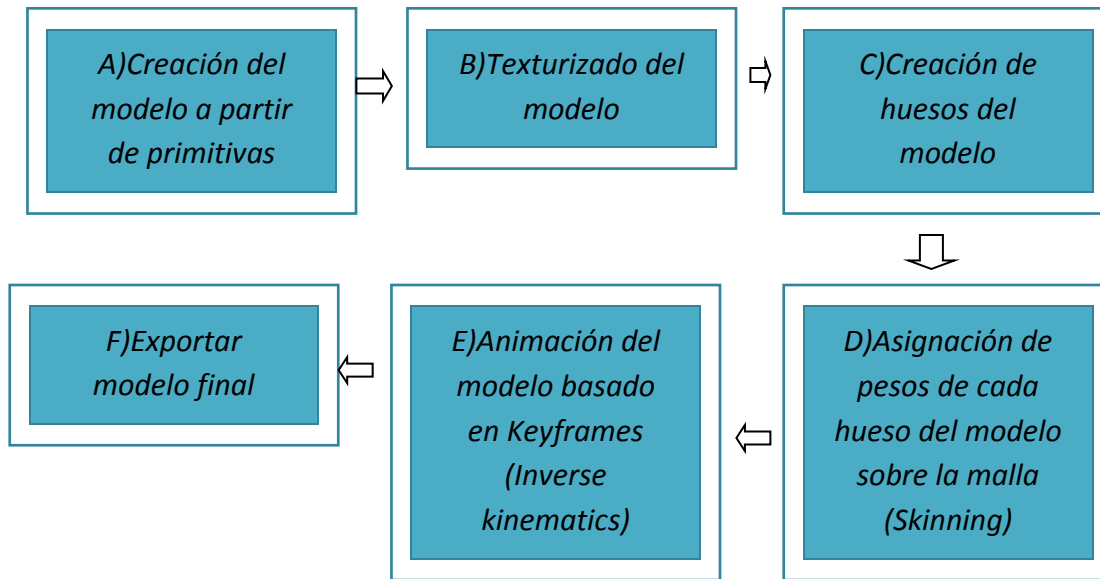 A)Creación del
modelo a partir
de primitivas
B)Texturizado del
modelo
C)Creación de
huesos del
modelo
D)Asignación de
pesos de cada
hueso del modelo
sobre la malla
(Skinning)
E)Animación del
modelo basado
en Keyframes
(Inverse
kinematics)
F)Exportar
modelo final